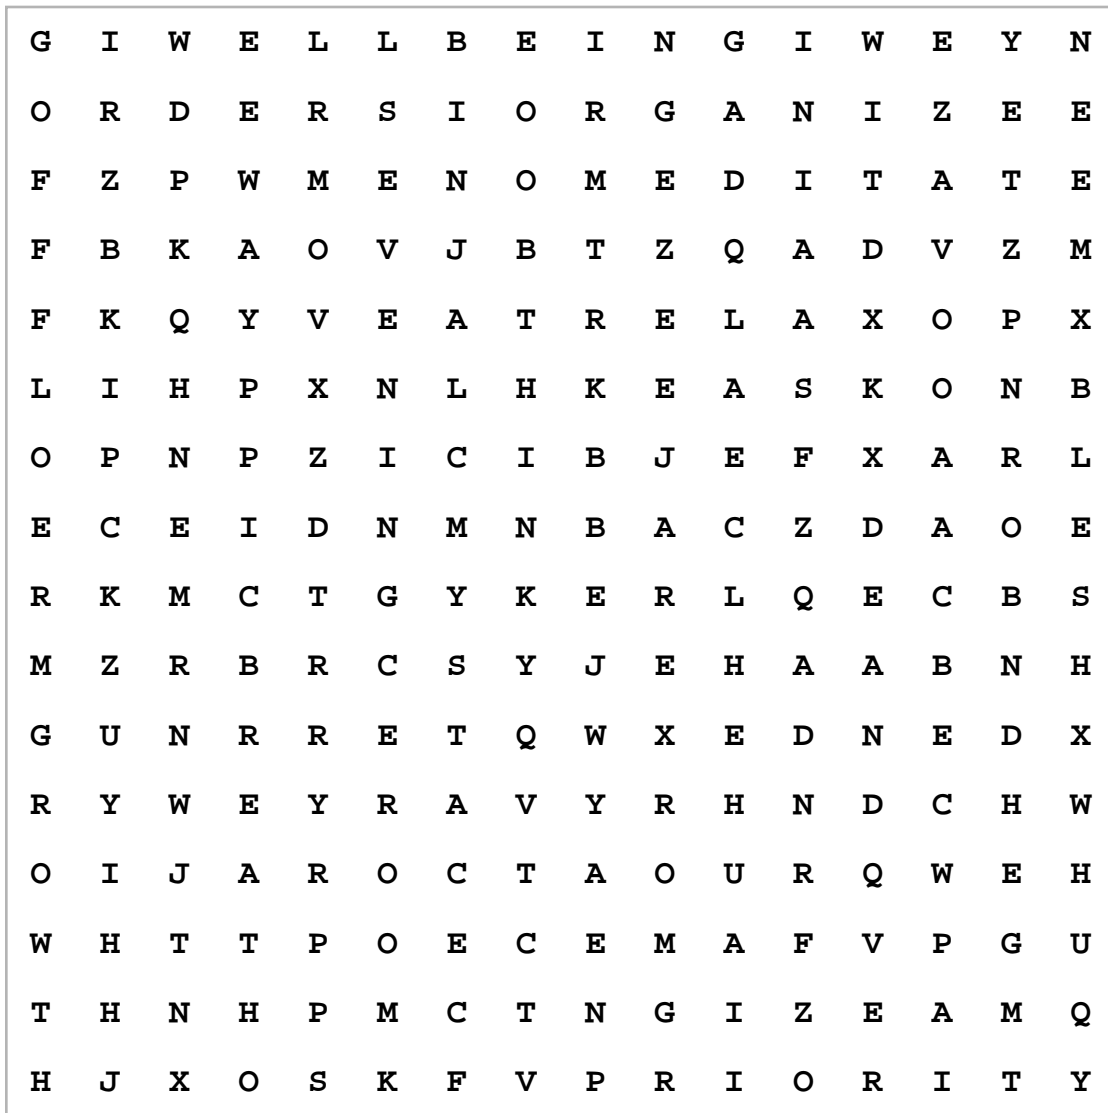 G I W E L L B E I N G I W E Y N
O R D E R S I O R G A N I Z E E
F Z P W M E N O M E D I T A T E
F B K A O V J B T Z Q A D V Z M
F K Q Y V E A T R E L A X O P X
L I H P X N L H K E A S K O N B
O P N P Z I C I B J E F X A R L
E C E I D N M N B A C Z D A O E
R K M C T G Y K E R L Q E C B S
M Z R B R C S Y J E H A A B N H
G U N R R E T Q W X E D N E D X
R Y W E Y R A V Y R H N D C H W
O I J A R O C T A O U R Q W E H
W H T T P O E C E M A F V P G U
T H N H P M C T N G I Z E A M Q
H J X O S K F V P R I O R I T Y